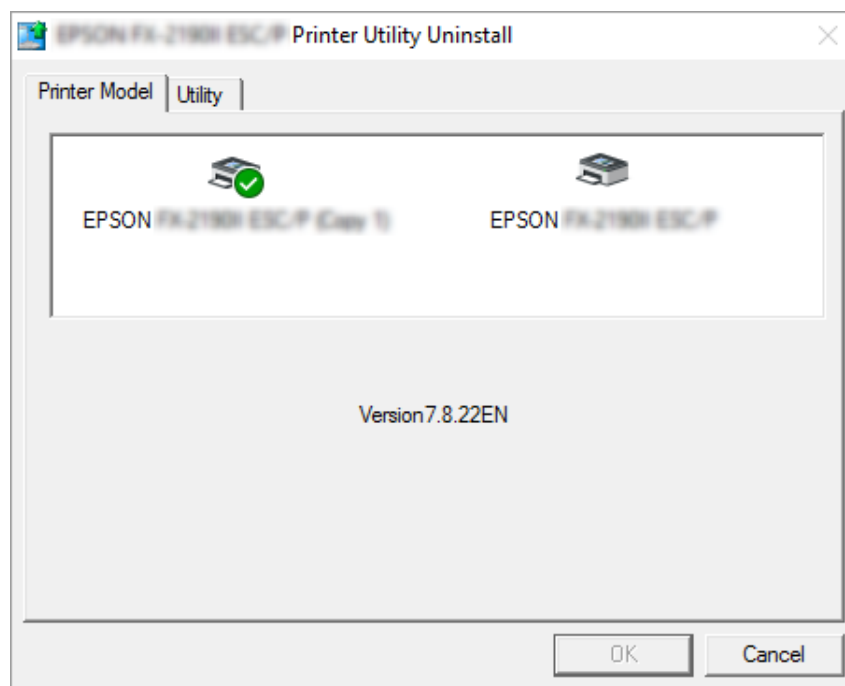 Printer Utility Uninstall
Printer Model
Utility
EPSON
EPSON
Version7.8.22EN
OK
Cancel